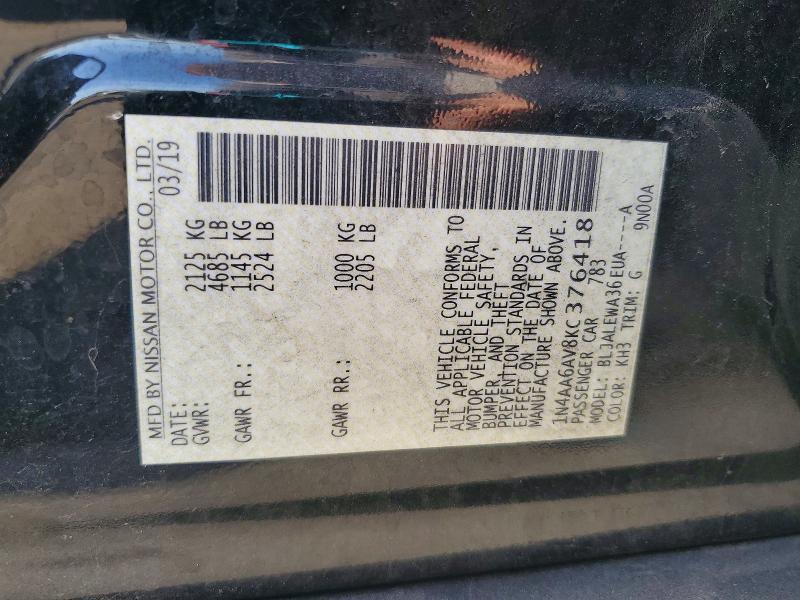 MFD BY NISSAN MOTOR CO., LTD.
DATE: 03/19
GVWR: 2125 KG
4685 LB
GAWR FR.: 1145 KG
2524 LB
GAWR RR.: 1000 KG
2205 LB
THIS VEHICLE CONFORMS TO
ALL APPLICABLE FEDERAL
MOTOR VEHICLE SAFETY,
BUMPER, AND THEFT
PREVENTION STANDARDS IN
EFFECT ON THE DATE OF
MANUFACTURE SHOWN ABOVE.
1N4AA6AV8KC376418
PASSENGER CAR 783
MODEL: BLJALEWA36EUA-----A
COLOR: KH3 TRIM: G 9N00A